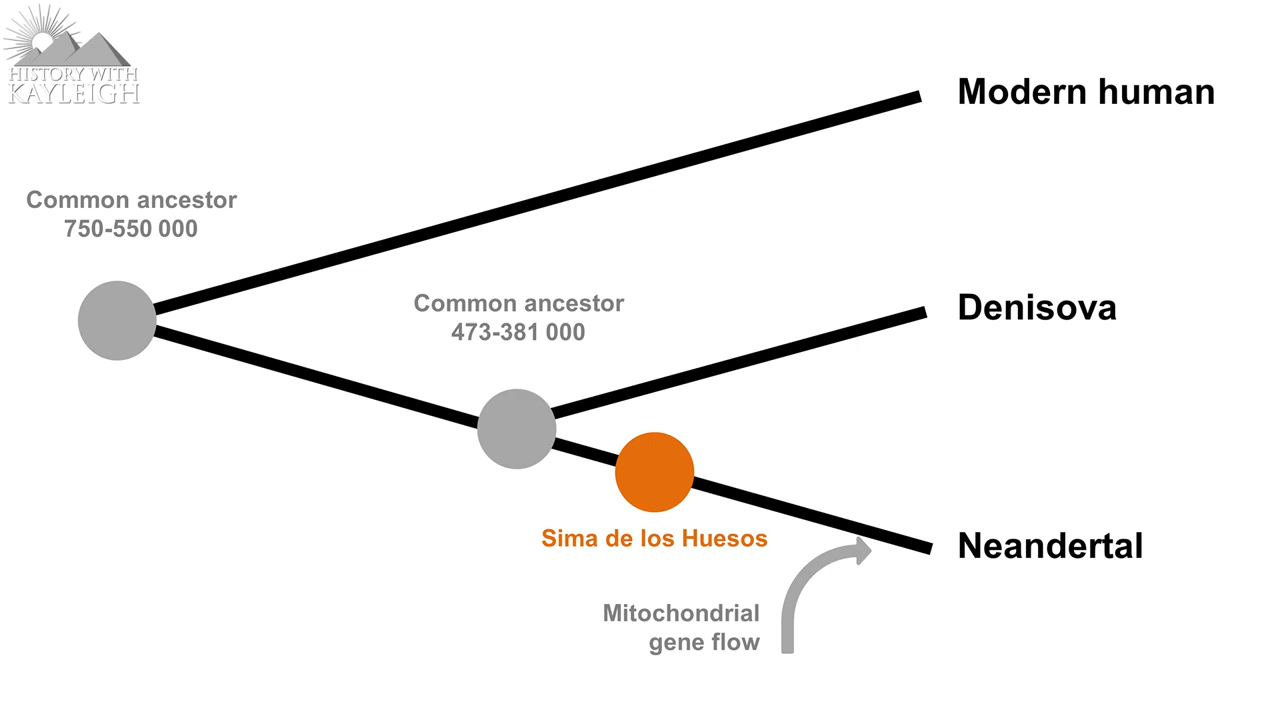 HISTORY WITH
KAYLEIGH
Modern human
Common ancestor
750-550 000
Common ancestor
473-381 000
Denisova
Sima de los Huesos
Neandertal
Mitochondrial
gene flow